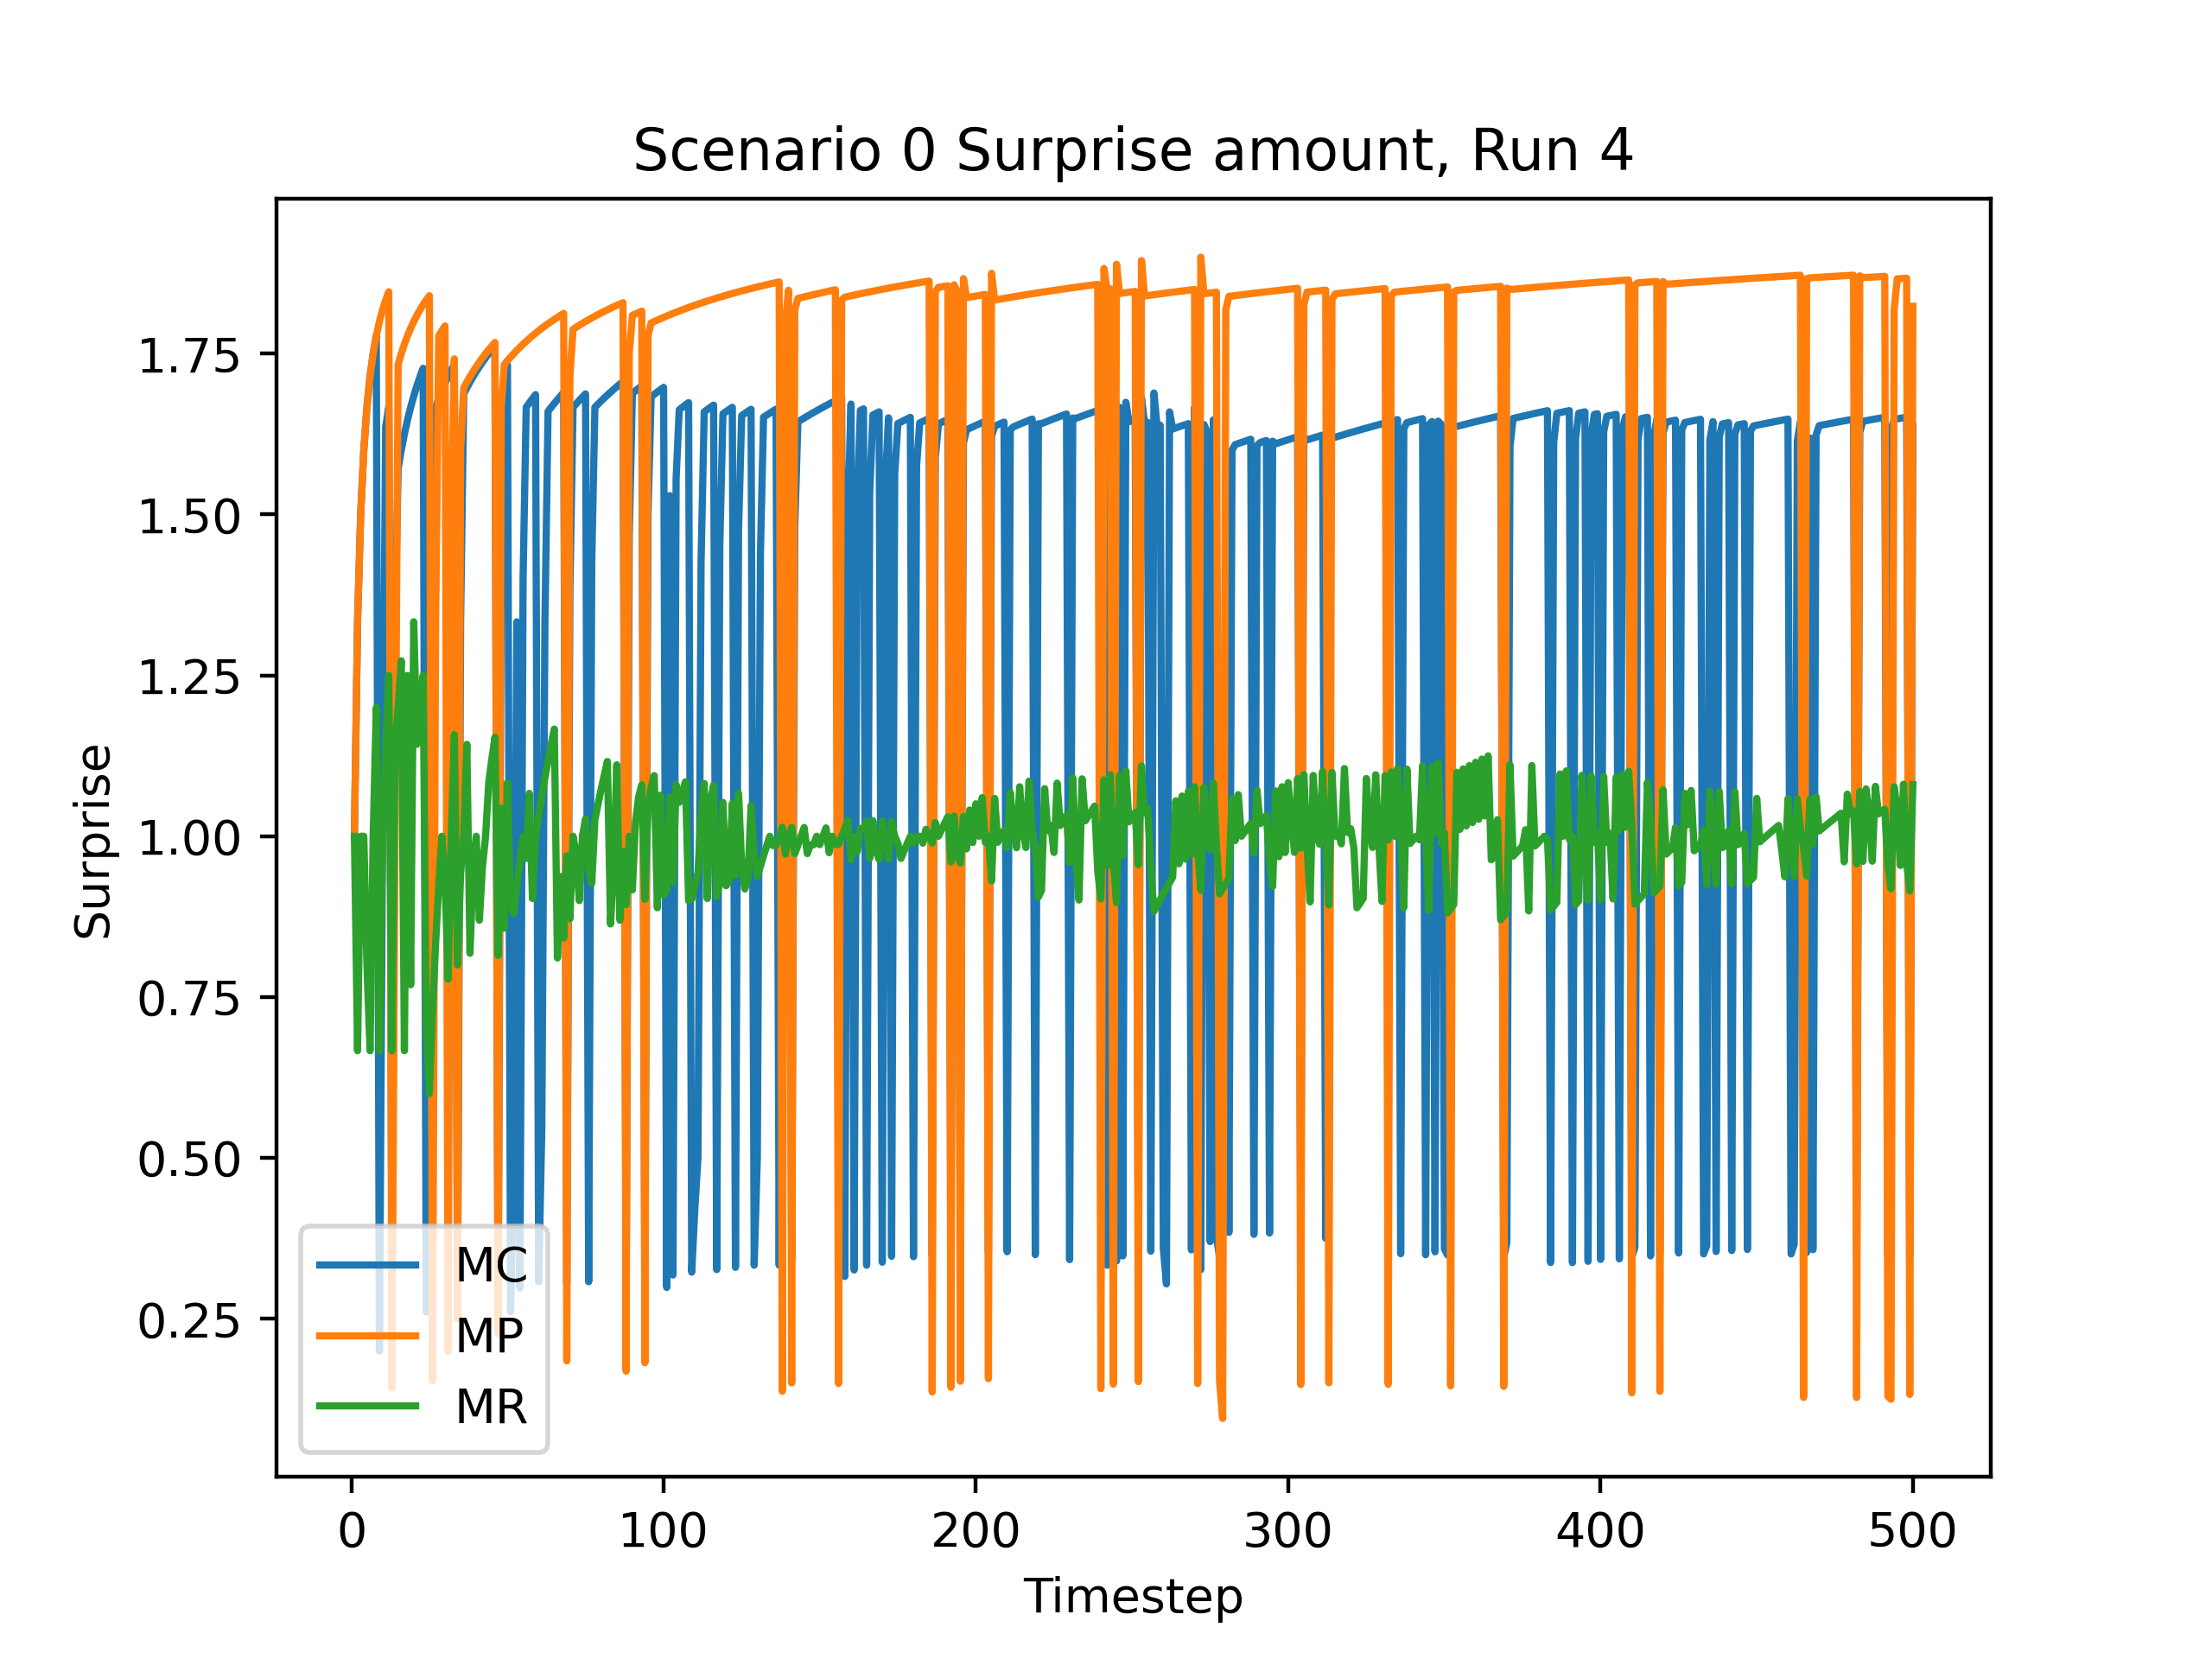 Scenario 0 Surprise amount, Run 4
Surprise
1.75
1.50
1.25
1.00
0.75
0.50
0.25
MC
MP
MR
0 100 200 300 400 500
Timestep